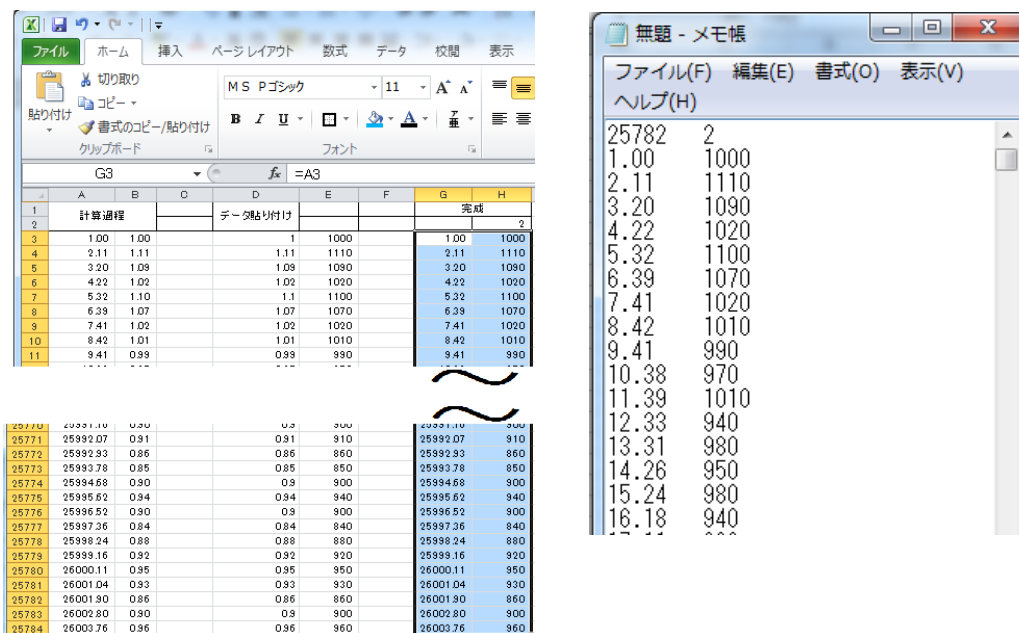 ファイル ホーム 挿入 ページ レイアウト 数式 データ 校閲 表示
切り取り
コピー
書式のコピー/貼り付け
貼り付け
クリップボード
ＭＳ Ｐゴシック 11
B I U A A A ア 亜
フォント
G3 fx =A3
A B C D E F G H
1 計算過程 データ貼り付け 完成
2 2
3 1.00 1.00 1 1000 1.00 1000
4 2.11 1.11 1.11 1110 2.11 1110
5 3.20 1.09 1.09 1090 3.20 1090
6 4.22 1.02 1.02 1020 4.22 1020
7 5.32 1.10 1.1 1100 5.32 1100
8 6.39 1.07 1.07 1070 6.39 1070
9 7.41 1.02 1.02 1020 7.41 1020
10 8.42 1.01 1.01 1010 8.42 1010
11 9.41 0.99 0.99 990 9.41 990
25771 25992.07 0.91 0.91 910 25992.07 910
25772 25992.93 0.86 0.86 860 25992.93 860
25773 25993.78 0.85 0.85 850 25993.78 850
25774 25994.68 0.90 0.9 900 25994.68 900
25775 25995.62 0.94 0.94 940 25995.62 940
25776 25996.52 0.90 0.9 900 25996.52 900
25777 25997.36 0.84 0.84 840 25997.36 840
25778 25998.24 0.88 0.88 880 25998.24 880
25779 25999.16 0.92 0.92 920 25999.16 920
25780 26000.11 0.95 0.95 950 26000.11 950
25781 26001.04 0.93 0.93 930 26001.04 930
25782 26001.90 0.86 0.86 860 26001.90 860
25783 26002.80 0.90 0.9 900 26002.80 900
25784 26003.76 0.96 0.96 960 26003.76 960
無題 - メモ帳
ファイル(F) 編集(E) 書式(O) 表示(V)
ヘルプ(H)
25782 2
1.00 1000
2.11 1110
3.20 1090
4.22 1020
5.32 1100
6.39 1070
7.41 1020
8.42 1010
9.41 990
10.38 970
11.39 1010
12.33 940
13.31 980
14.26 950
15.24 980
16.18 940